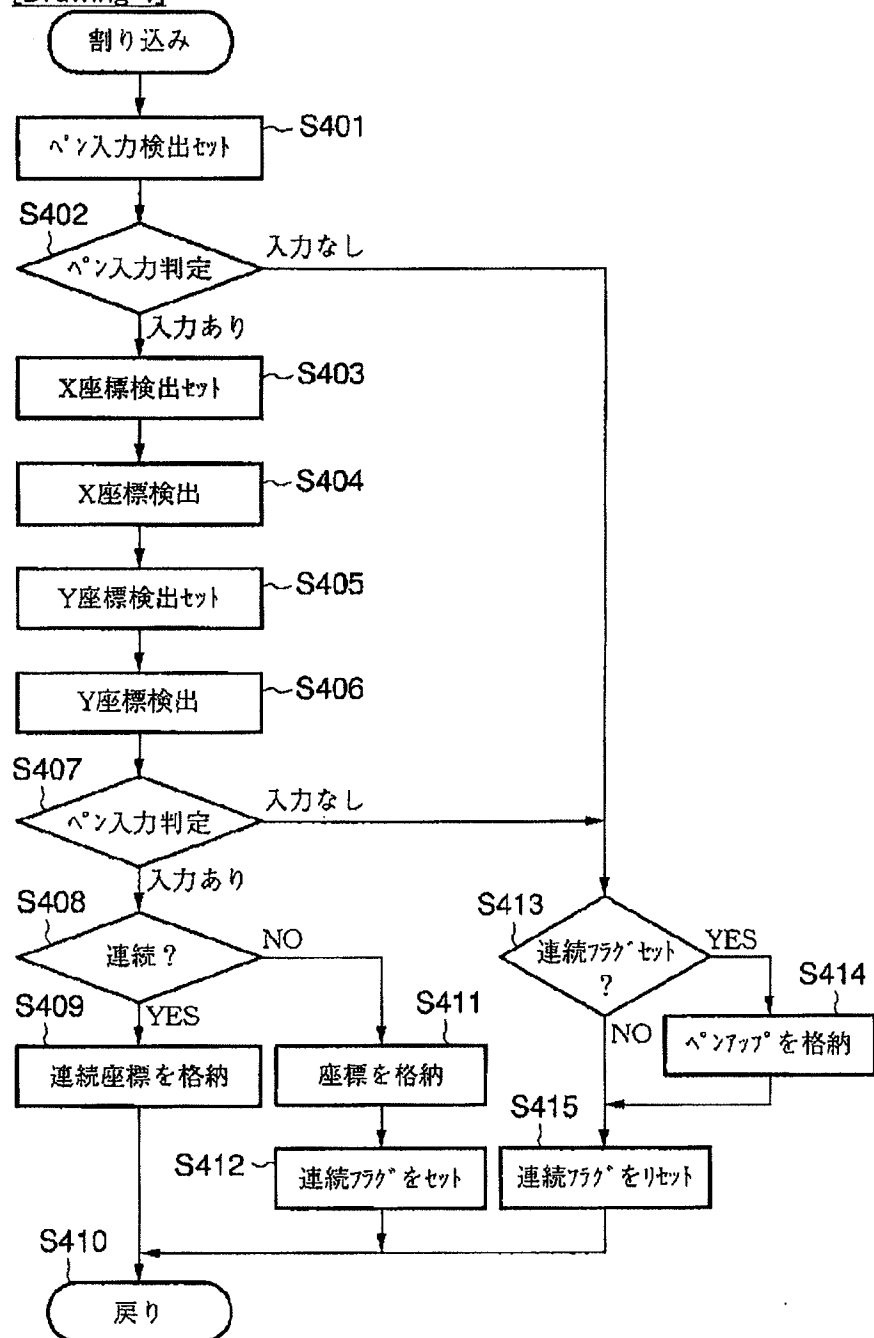 [Drawing 4]
割り込み
S401
ペン入力検出セット
S402
ペン入力判定
入力なし
入力あり
S403
X座標検出セット
S404
X座標検出
S405
Y座標検出セット
S406
Y座標検出
S407
ペン入力判定
入力なし
入力あり
S408
連続？
NO
YES
S409
連続座標を格納
S411
座標を格納
S412
連続フラグをセット
S413
連続フラグセット
？
YES
NO
S414
ペンアップを格納
S415
連続フラグをリセット
S410
戻り